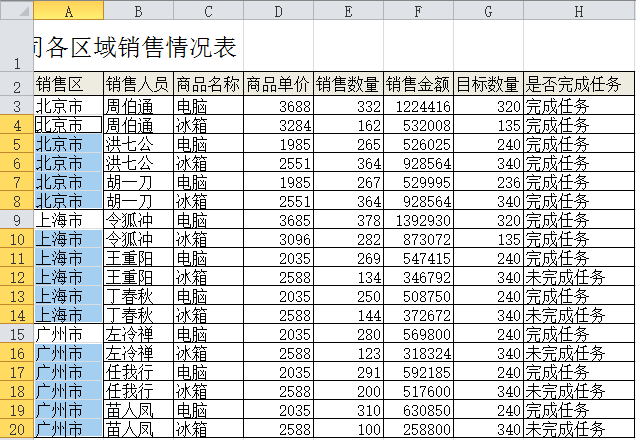 A B C D E F G H
1 周各区域销售情况表
2 销售区 销售人员 商品名称 商品单价 销售数量 销售金额 目标数量 是否完成任务
3 北京市 周伯通 电脑 3688 332 1224416 320 完成任务
4 北京市 周伯通 冰箱 3284 162 532008 135 完成任务
5 北京市 洪七公 电脑 1985 265 526025 240 完成任务
6 北京市 洪七公 冰箱 2551 364 928564 340 完成任务
7 北京市 胡一刀 电脑 1985 267 529995 236 完成任务
8 北京市 胡一刀 冰箱 2551 364 928564 340 完成任务
9 上海市 令狐冲 电脑 3685 378 1392930 320 完成任务
10 上海市 令狐冲 冰箱 3096 282 873072 135 完成任务
11 上海市 王重阳 电脑 2035 269 547415 240 完成任务
12 上海市 王重阳 冰箱 2588 134 346792 340 未完成任务
13 上海市 丁春秋 电脑 2035 250 508750 240 完成任务
14 上海市 丁春秋 冰箱 2588 144 372672 340 未完成任务
15 广州市 左冷禅 电脑 2035 280 569800 240 完成任务
16 广州市 左冷禅 冰箱 2588 123 318324 340 未完成任务
17 广州市 任我行 电脑 2035 291 592185 240 完成任务
18 广州市 任我行 冰箱 2588 200 517600 340 未完成任务
19 广州市 苗人凤 电脑 2035 310 630850 240 完成任务
20 广州市 苗人凤 冰箱 2588 100 258800 340 未完成任务